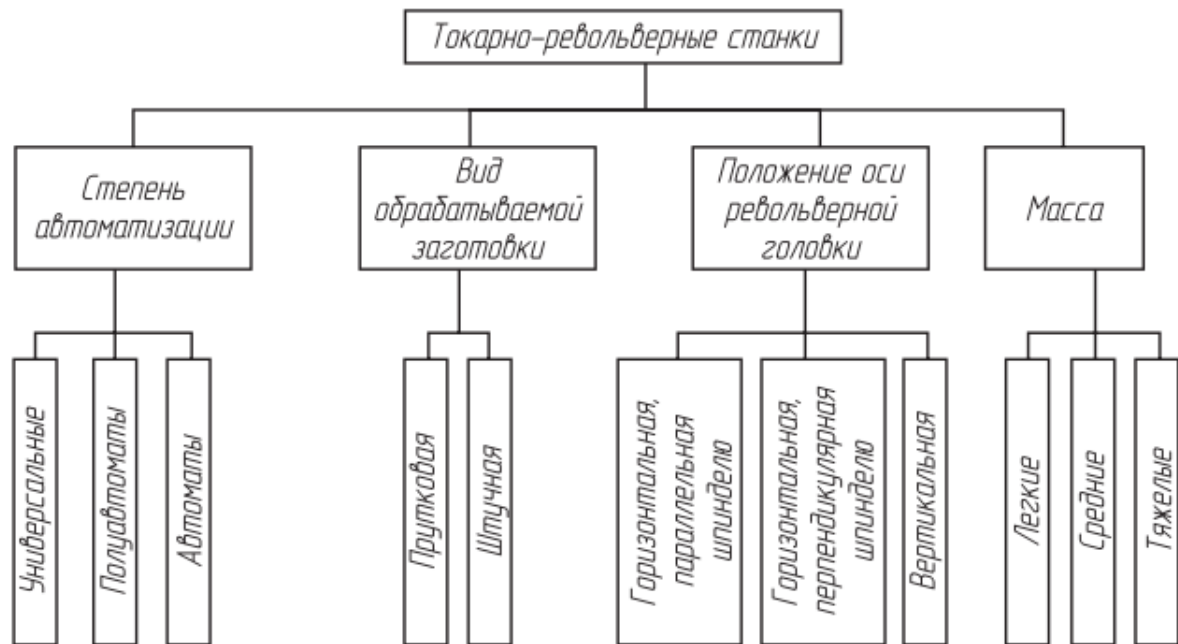 Токарно-револьверные станки
Степень
автоматизации
Вид
обрабатываемой
заготовки
Положение оси
револьверной
головки
Масса
Универсальные
Полуавтоматы
Автоматы
Прутковая
Штучная
Горизонтальная,
параллельная
шпинделю
Горизонтальная,
перпендикулярная
шпинделю
Вертикальная
Легкие
Средние
Тяжелые